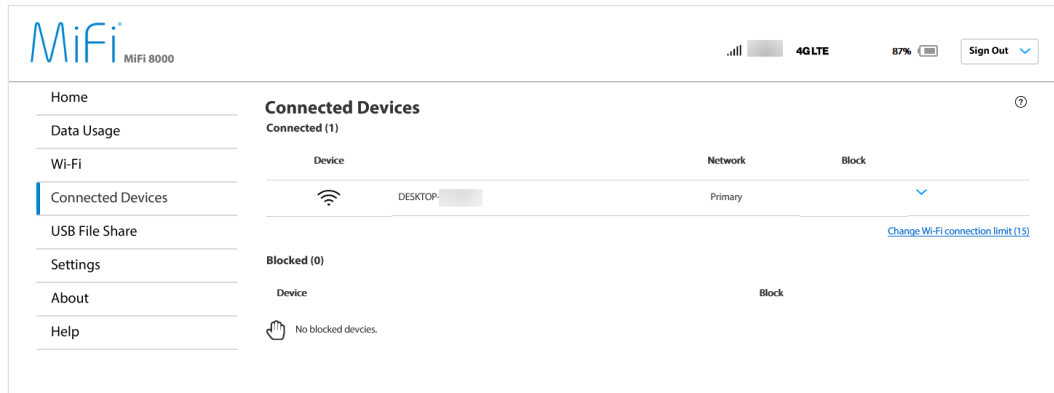 MiFi MiFi 8000
4G LTE 87% Sign Out
Home
Data Usage
Wi-Fi
Connected Devices
USB File Share
Settings
About
Help
Connected Devices
Connected (1)
Device Network Block
DESKTOP- Primary
Change Wi-Fi connection limit (15)
Blocked (0)
Device Block
No blocked devcies.